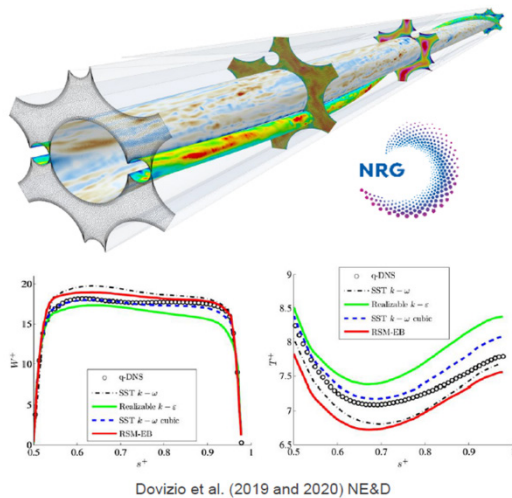 NRG
q-DNS
SST k − ω
Realizable k − ε
SST k − ω cubic
RSM-EB
W⁺
20
15
10
5
0
0.5
0.6
0.7
0.8
0.9
1
s⁺
q-DNS
SST k − ω
Realizable k − ε
SST k − ω cubic
RSM-EB
T⁺
9
8.5
8
7.5
7
6.5
0.5
0.6
0.7
0.8
0.9
1
s⁺
Dovizio et al. (2019 and 2020) NE&D